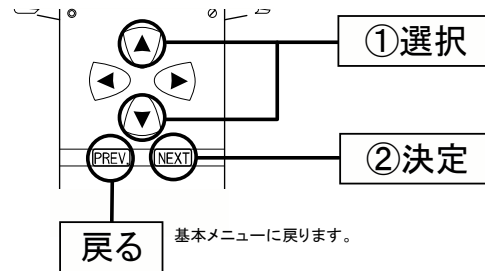 ①選択
PREV.
NEXT
②決定
戻る
基本メニューに戻ります。